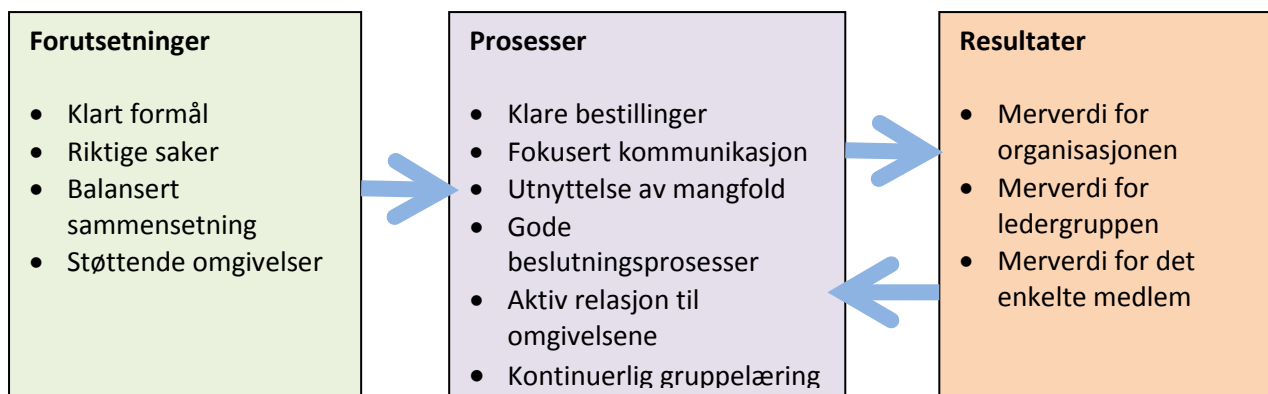 Forutsetninger
• Klart formål
• Riktige saker
• Balansert
sammensetning
• Støttende omgivelser
Prosesser
• Klare bestillinger
• Fokusert kommunikasjon
• Utnyttelse av mangfold
• Gode
beslutningsprosesser
• Aktiv relasjon til
omgivelsene
• Kontinuerlig gruppelæring
Resultater
• Merverdi for
organisasjonen
• Merverdi for
ledergruppen
• Merverdi for det
enkelte medlem